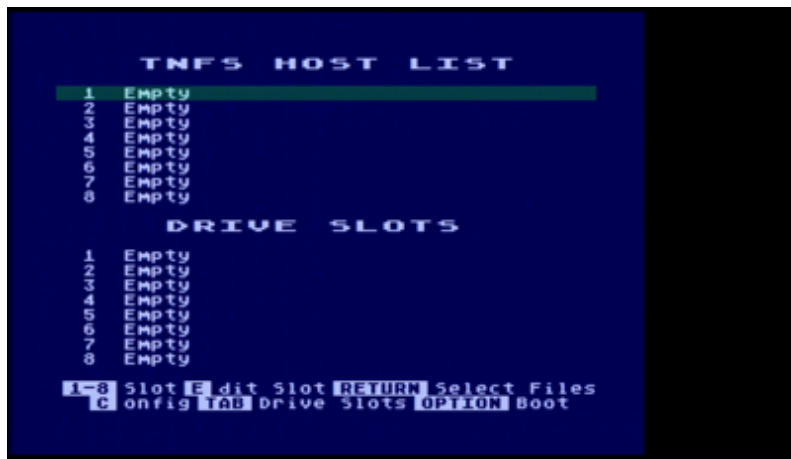 TNFS HOST LIST
1 Empty
2 Empty
3 Empty
4 Empty
5 Empty
6 Empty
7 Empty
8 Empty
DRIVE SLOTS
1 Empty
2 Empty
3 Empty
4 Empty
5 Empty
6 Empty
7 Empty
8 Empty
1-8 Slot E dit Slot RETURN Select Files
C onfig TAB Drive Slots OPTION Boot